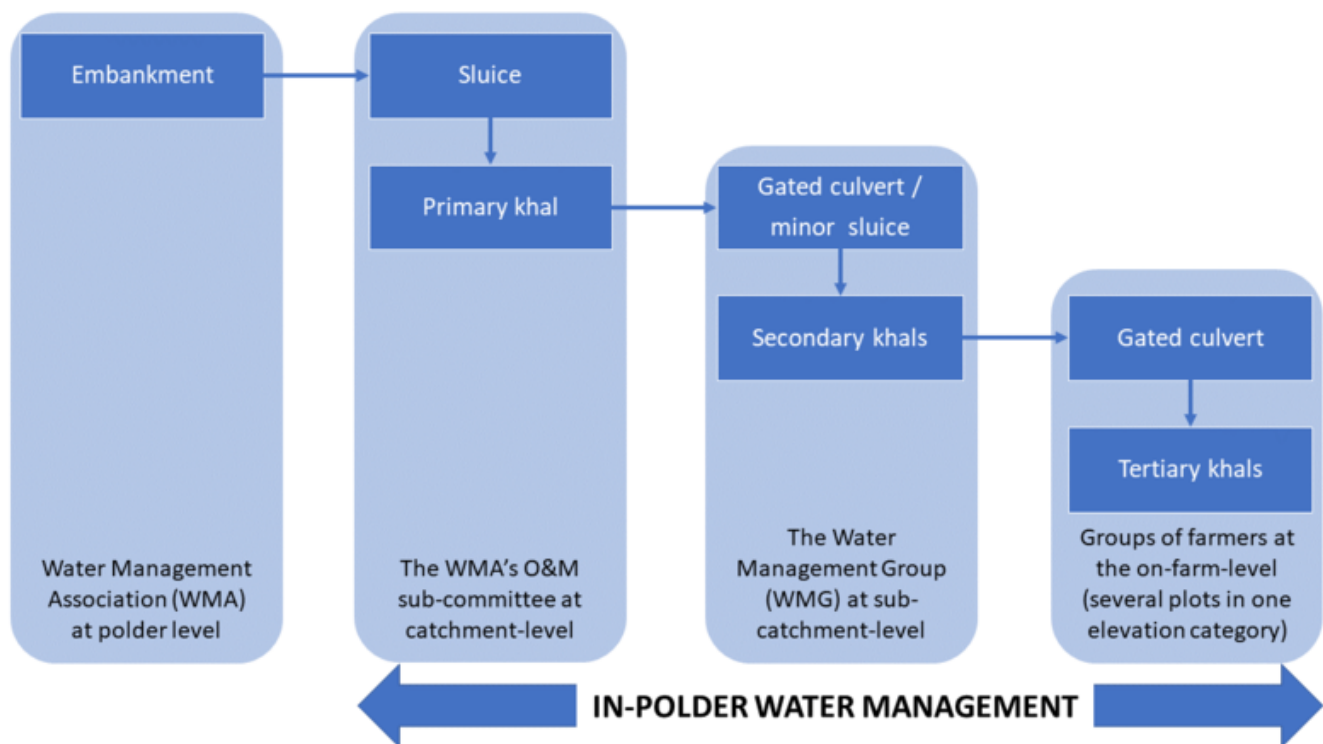 Embankment
Sluice
Primary khal
Gated culvert /
minor sluice
Secondary khals
Gated culvert
Tertiary khals
Water Management
Association (WMA)
at polder level
The WMA’s O&M
sub-committee at
catchment-level
The Water
Management Group
(WMG) at sub-
catchment-level
Groups of farmers at
the on-farm-level
(several plots in one
elevation category)
IN-POLDER WATER MANAGEMENT